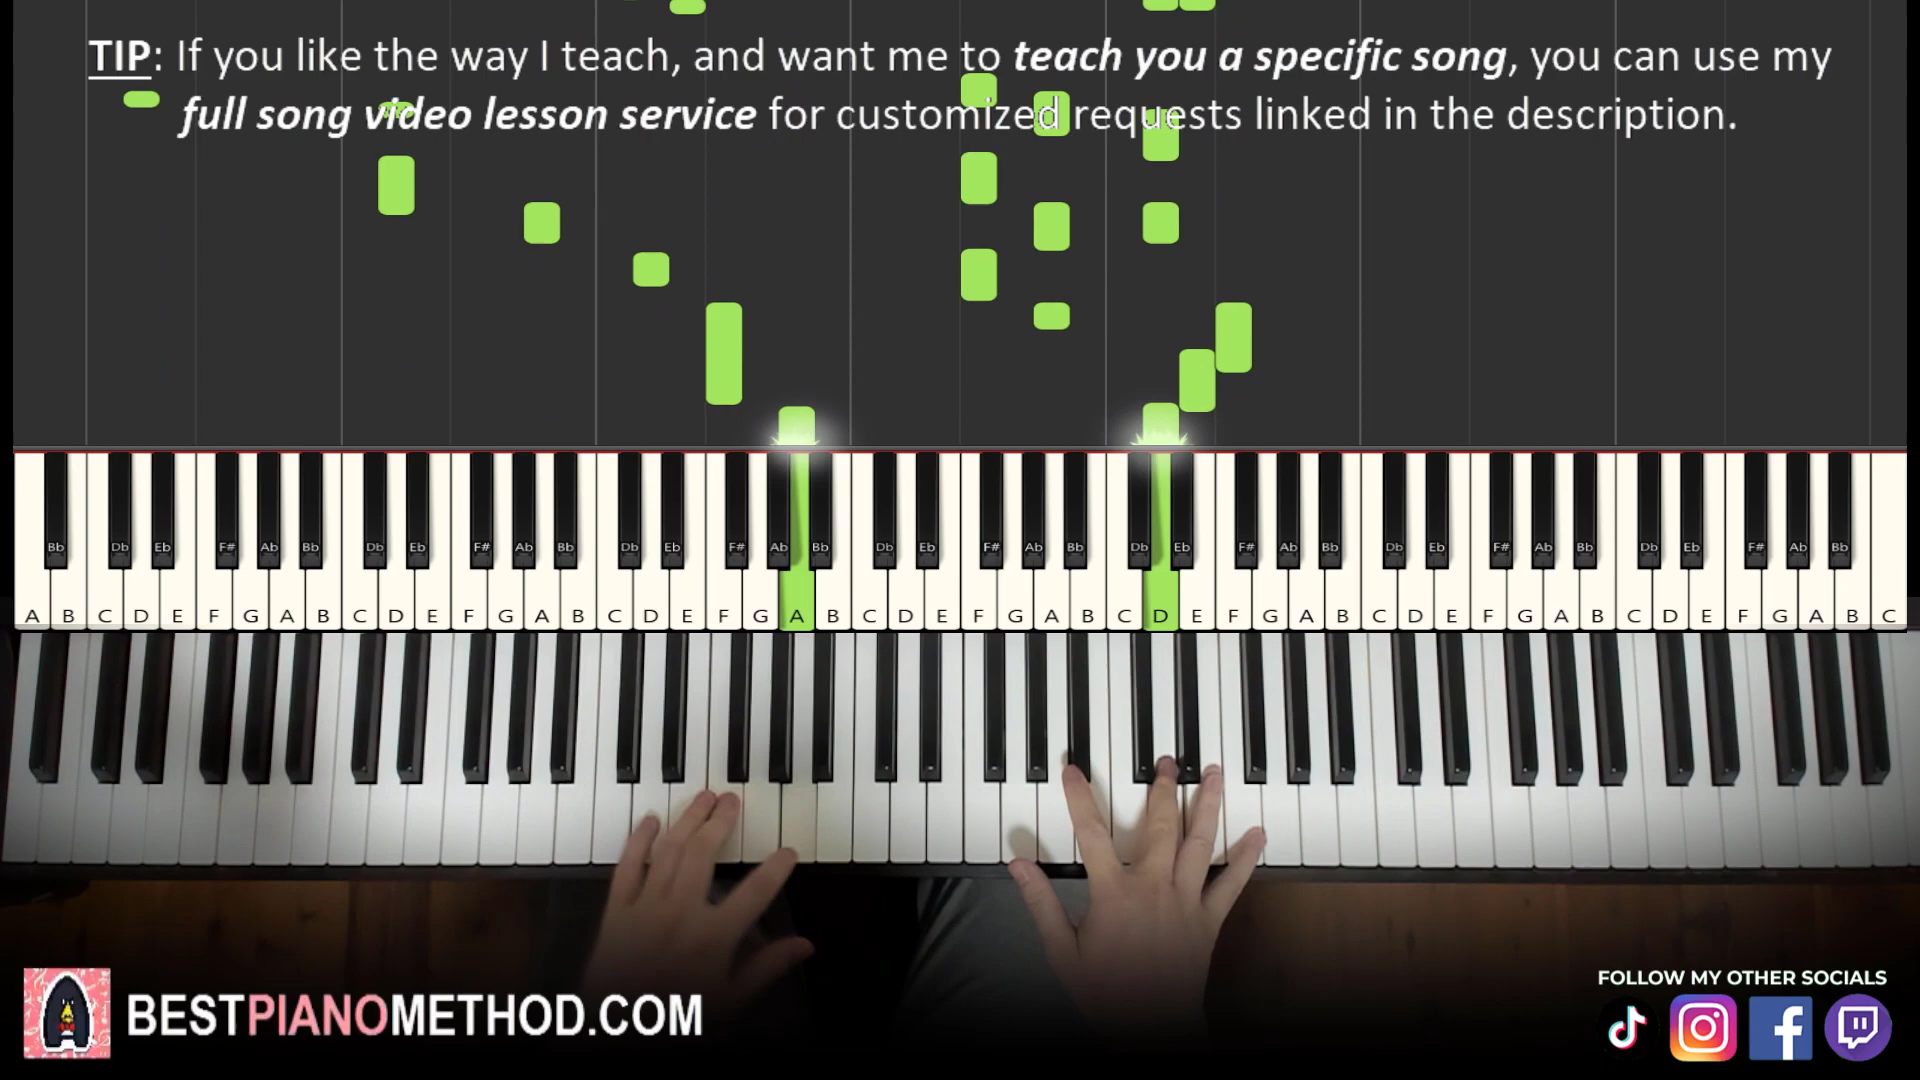 TIP: If you like the way I teach, and want me to teach you a specific song, you can use my
full song video lesson service for customized requests linked in the description.
Bb Db Eb F# Ab Bb Db Eb F# Ab Bb Db Eb F# Ab Bb Db Eb F# Ab Bb Db Eb F# Ab Bb Db Eb F# Ab Bb Db Eb F# Ab Bb
A B C D E F G A B C D E F G A B C D E F G A B C D E F G A B C D E F G A B C D E F G A B C D E F G A B C
FOLLOW MY OTHER SOCIALS
BESTPIANOMETHOD.COM